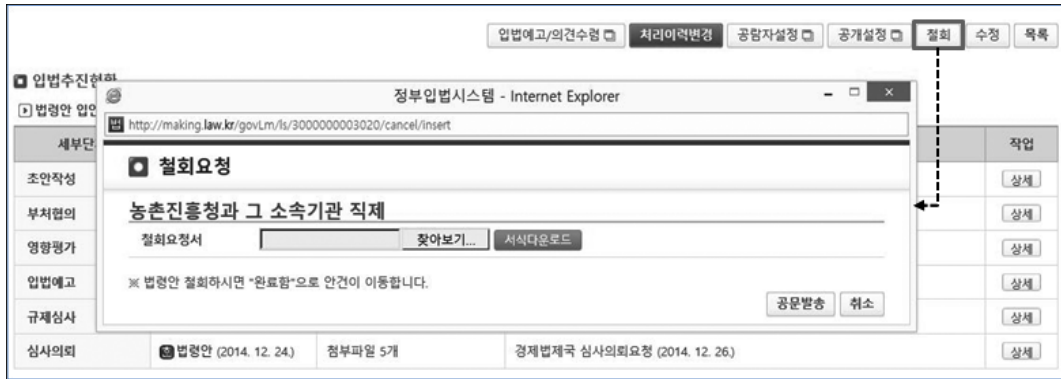 입법예고/의견수렴 처리이력변경 공람자설정 공개설정 철회 수정 목록
입법추진현황
법령안 입안
정부입법시스템 - Internet Explorer
법 http://making.law.kr/govLm/ls/3000000003020/cancel/insert
세부단 작업
철회요청
초안작성 상세
농촌진흥청과 그 소속기관 직제
부처협의 상세
철회요청서 찾아보기... 서식다운로드
영향평가 상세
※ 법령안 철회하시면 "완료함"으로 안건이 이동합니다.
입법예고 상세
공문발송 취소
규제심사 상세
심사의뢰 법령안 (2014. 12. 24.) 첨부파일 5개 경제법제국 심사의뢰요청 (2014. 12. 26.) 상세